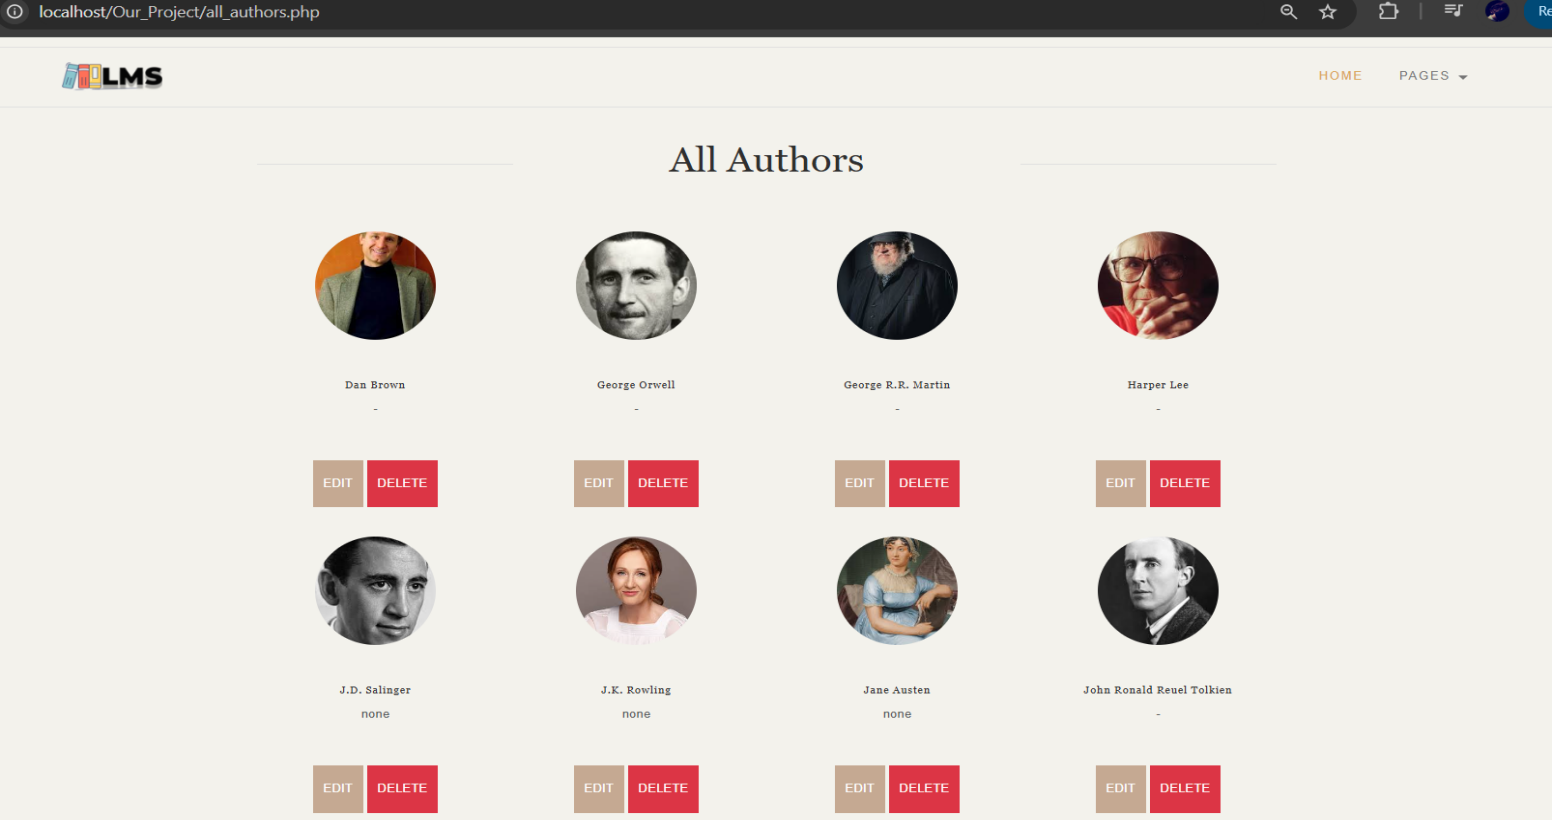 localhost/Our_Project/all_authors.php
Re
LMS
HOME PAGES
All Authors
Dan Brown George Orwell George R.R. Martin Harper Lee
- - - -
EDIT DELETE EDIT DELETE EDIT DELETE EDIT DELETE
J.D. Salinger J.K. Rowling Jane Austen John Ronald Reuel Tolkien
none none none -
EDIT DELETE EDIT DELETE EDIT DELETE EDIT DELETE